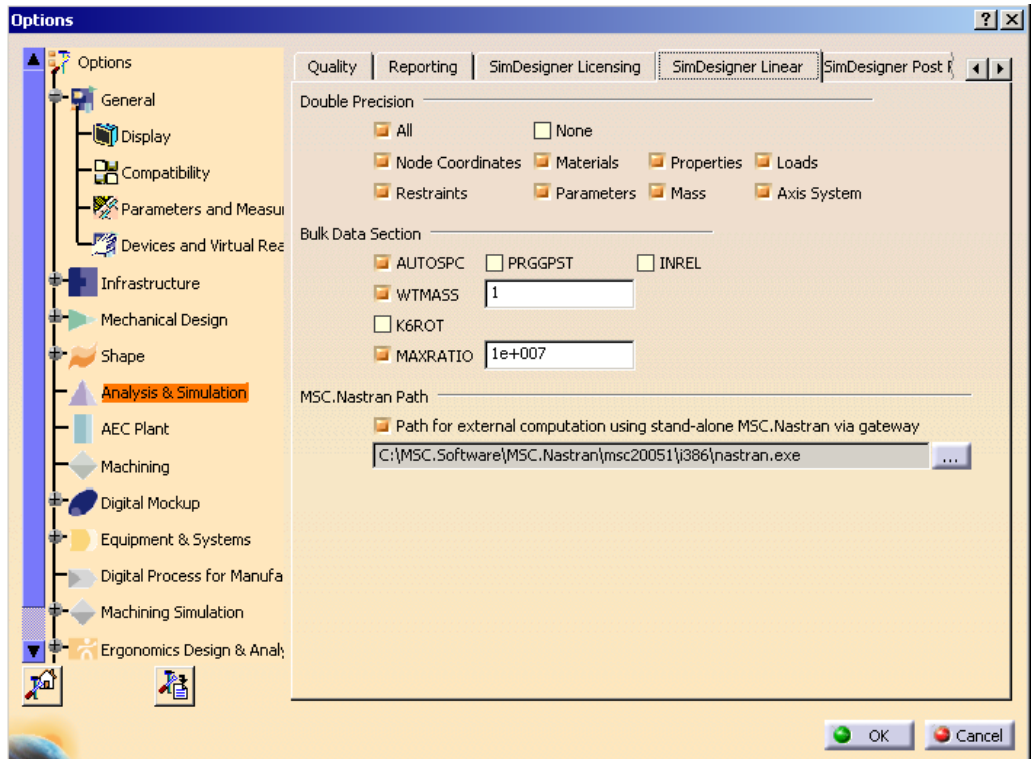 Options
Options
General
Display
Compatibility
Parameters and Measu
Devices and Virtual Rea
Infrastructure
Mechanical Design
Shape
Analysis & Simulation
AEC Plant
Machining
Digital Mockup
Equipment & Systems
Digital Process for Manufa
Machining Simulation
Ergonomics Design & Analy
Quality Reporting SimDesigner Licensing SimDesigner Linear SimDesigner Post
Double Precision
All None
Node Coordinates Materials Properties Loads
Restraints Parameters Mass Axis System
Bulk Data Section
AUTOSPC PRGGPST INREL
WTMASS 1
K6ROT
MAXRATIO 1e+007
MSC.Nastran Path
Path for external computation using stand-alone MSC.Nastran via gateway
C:\MSC.Software\MSC.Nastran\msc20051\i386\nastran.exe ...
OK Cancel